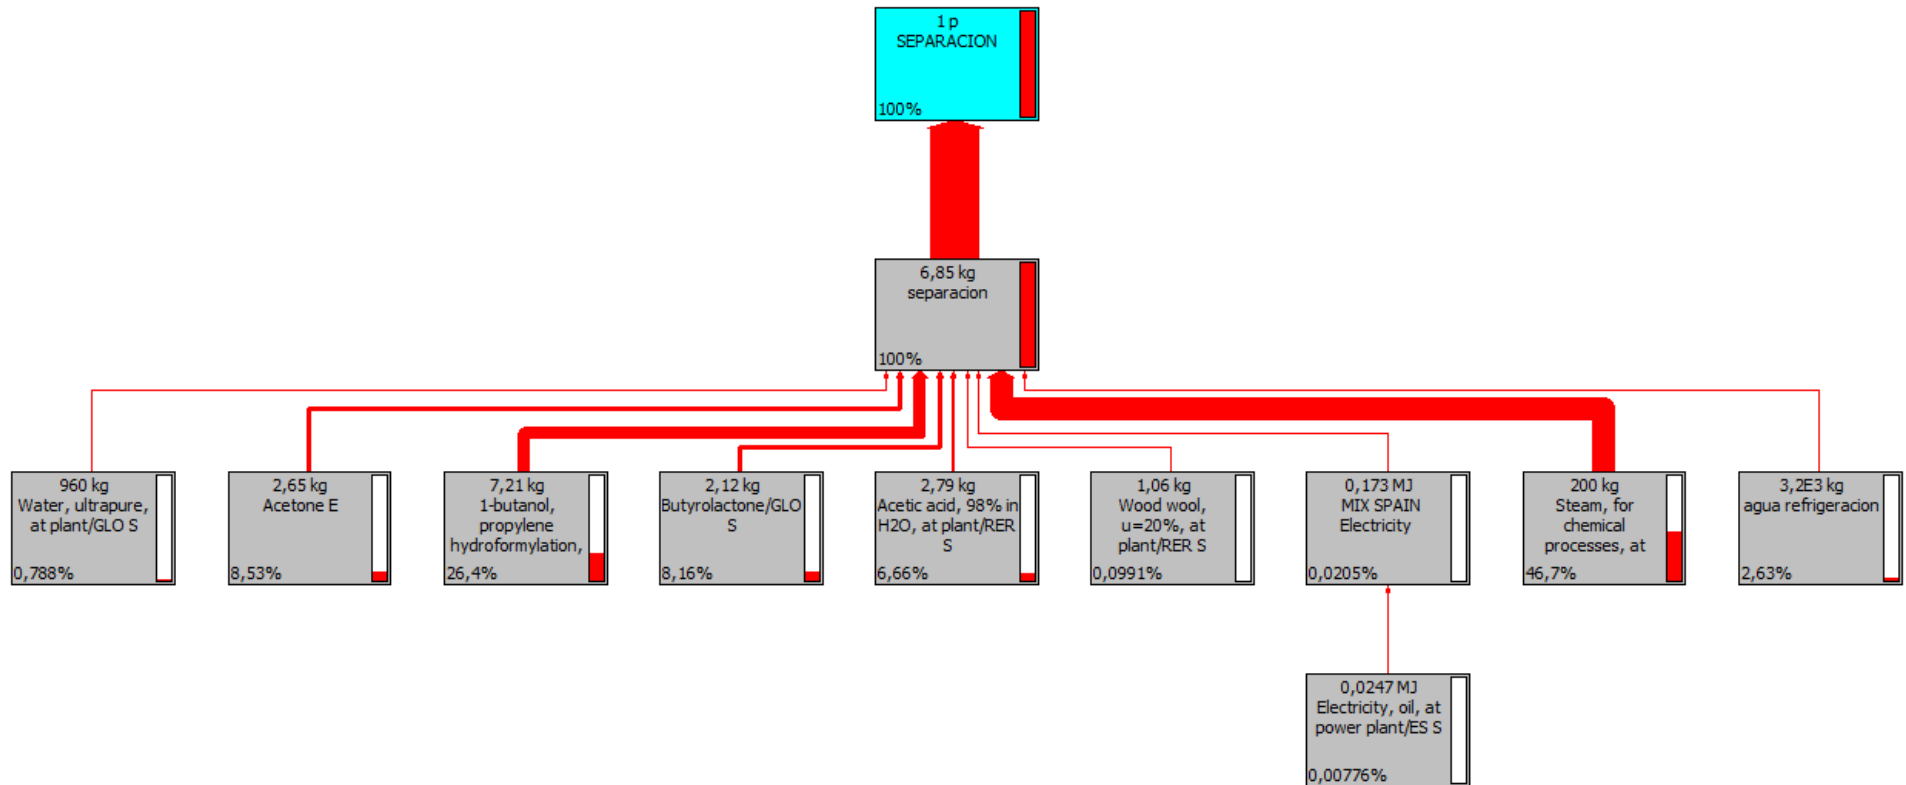 1 p
SEPARACION
100%
6,85 kg
separacion
100%
960 kg
Water, ultrapure,
at plant/GLO S
0,788%
2,65 kg
Acetone E
8,53%
7,21 kg
1-butanol,
propylene
hydroformylation,
26,4%
2,12 kg
Butyrolactone/GLO
S
8,16%
2,79 kg
Acetic acid, 98% in
H2O, at plant/RER
S
6,66%
1,06 kg
Wood wool,
u=20%, at
plant/RER S
0,0991%
0,173 MJ
MIX SPAIN
Electricity
0,0205%
200 kg
Steam, for
chemical
processes, at
46,7%
3,2E3 kg
agua refrigeracion
2,63%
0,0247 MJ
Electricity, oil, at
power plant/ES S
0,00776%